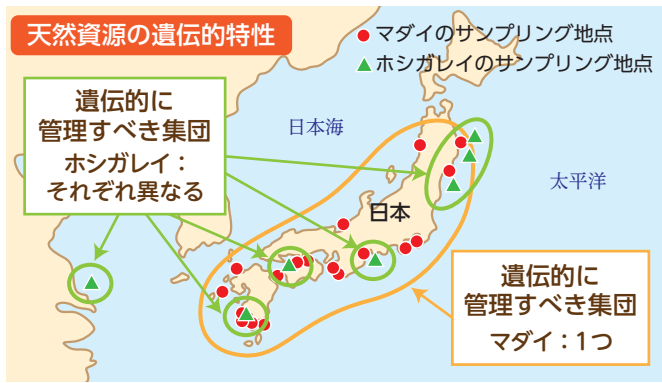 天然資源の遺伝的特性
マダイのサンプリング地点
ホシガレイのサンプリング地点
遺伝的に
管理すべき集団
ホシガレイ：
それぞれ異なる
日本海
太平洋
日本
遺伝的に
管理すべき集団
マダイ：1つ